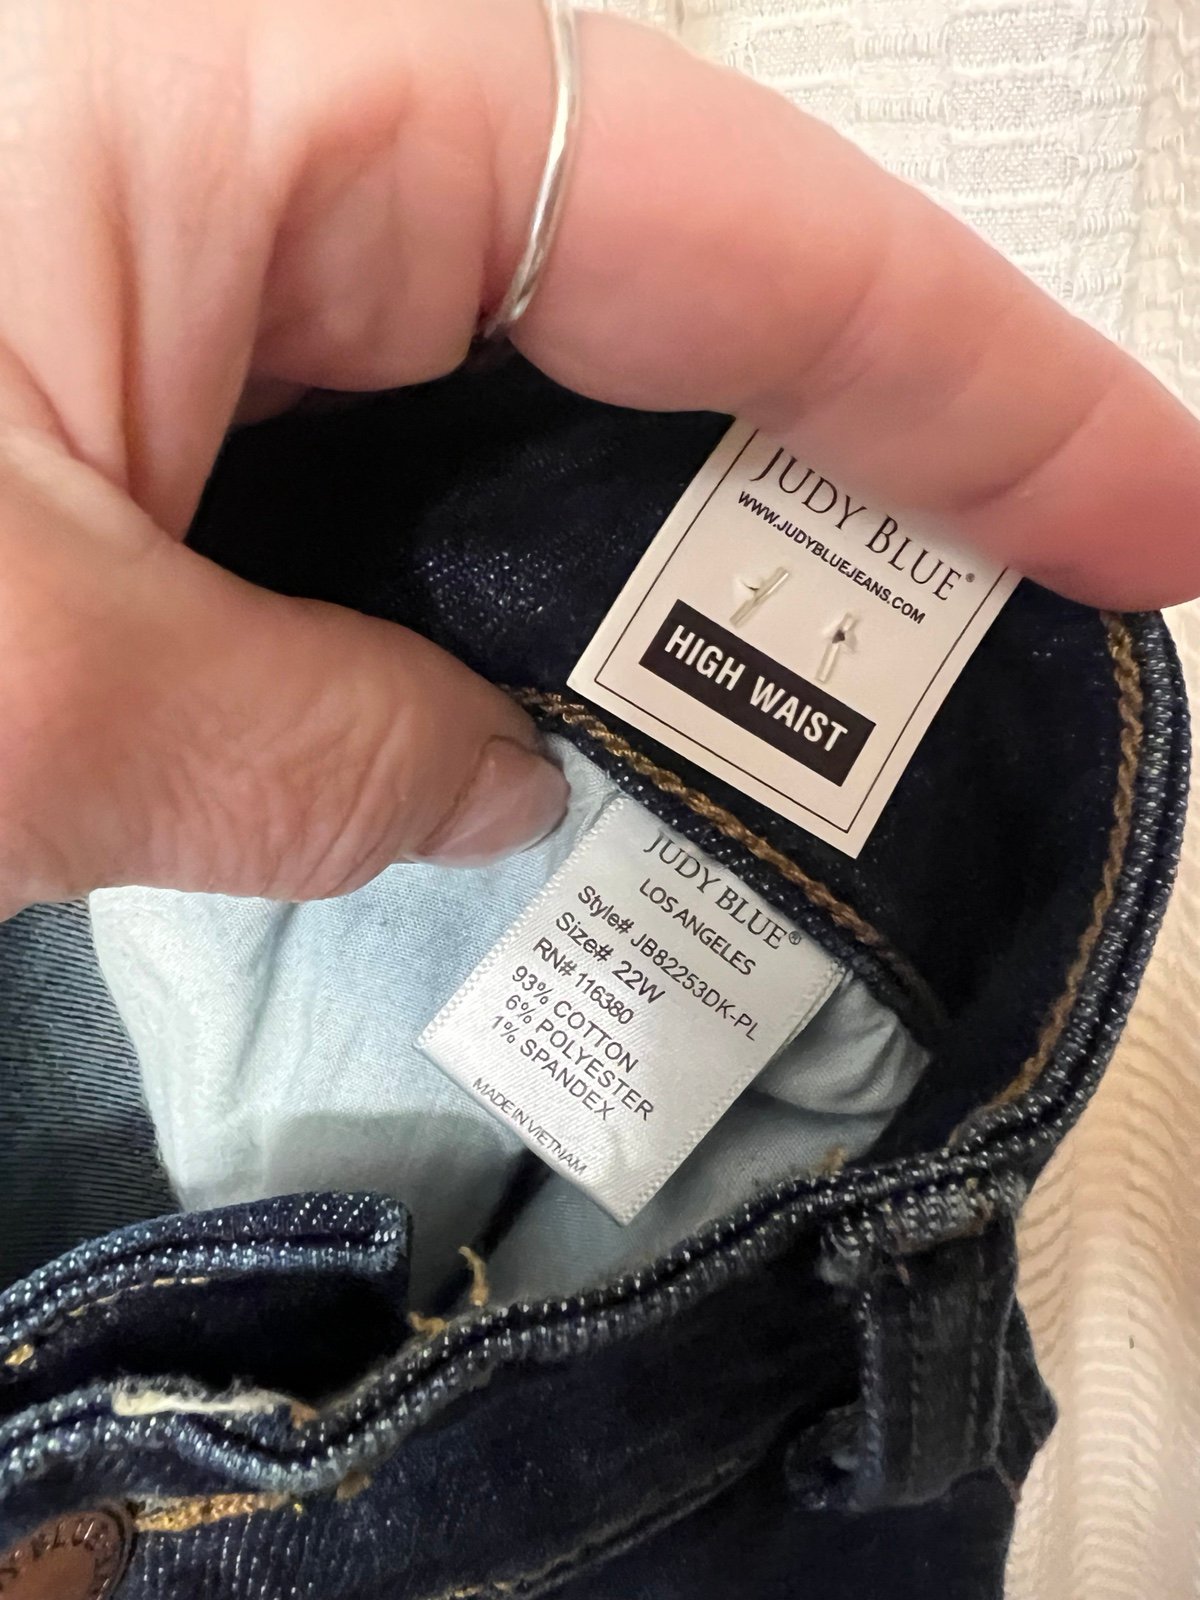 JUDY BLUE®
WWW.JUDYBLUEJEANS.COM
HIGH WAIST
JUDY BLUE®
LOS ANGELES
Style# JB82253DK-PL
Size# 22W
RN# 116380
93% COTTON
6% POLYESTER
1% SPANDEX
MADE IN VIETNAM
BLUE